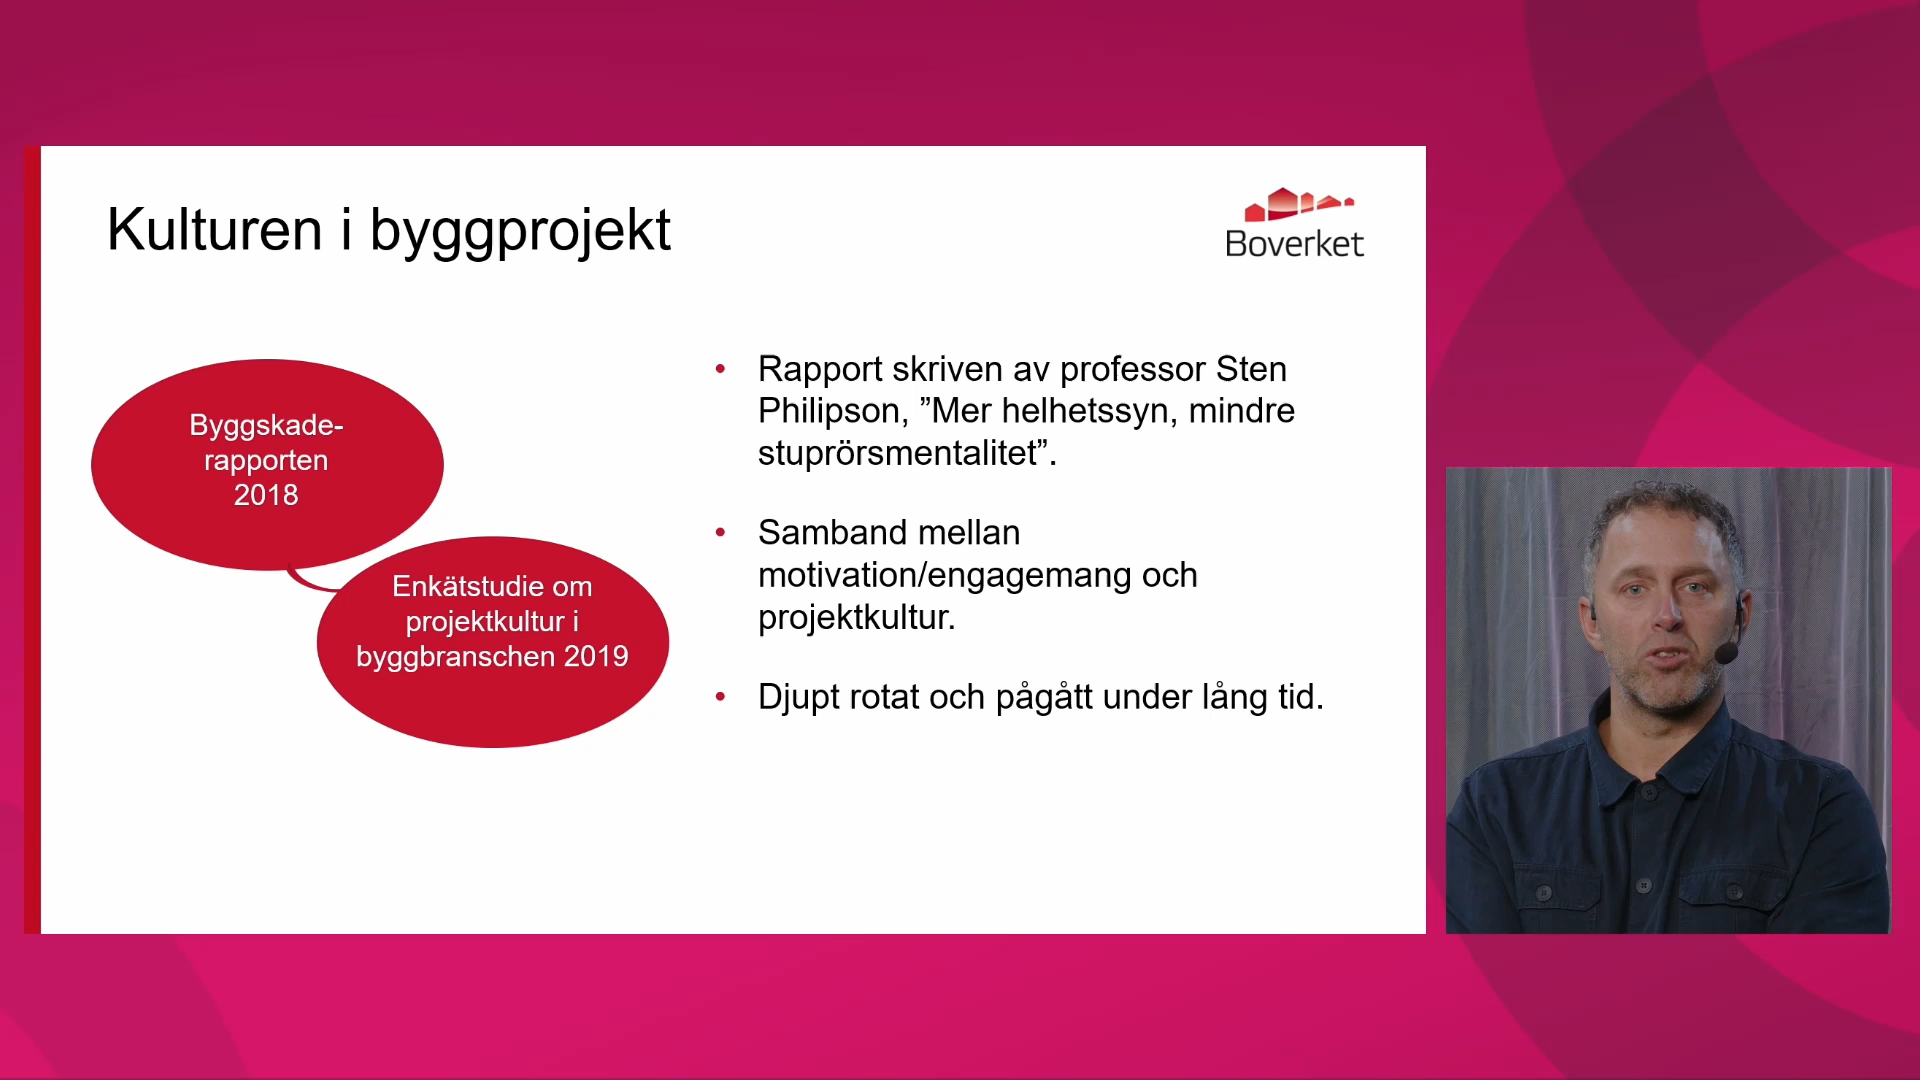 Kulturen i byggprojekt
Boverket
Byggskade-
rapporten
2018
Enkätstudie om
projektkultur i
byggbranschen 2019
• Rapport skriven av professor Sten
Philipson, ”Mer helhetssyn, mindre
stuprörsmentalitet”.
• Samband mellan
motivation/engagemang och
projektkultur.
• Djupt rotat och pågått under lång tid.